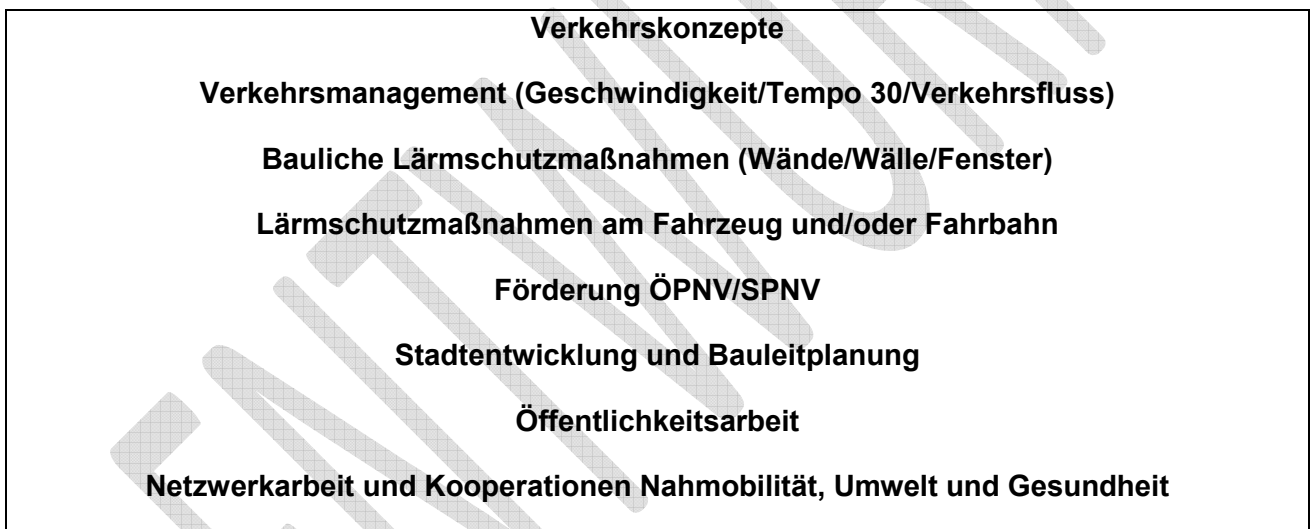 Verkehrskonzepte
Verkehrsmanagement (Geschwindigkeit/Tempo 30/Verkehrsfluss)
Bauliche Lärmschutzmaßnahmen (Wände/Wälle/Fenster)
Lärmschutzmaßnahmen am Fahrzeug und/oder Fahrbahn
Förderung ÖPNV/SPNV
Stadtentwicklung und Bauleitplanung
Öffentlichkeitsarbeit
Netzwerkarbeit und Kooperationen Nahmobilität, Umwelt und Gesundheit